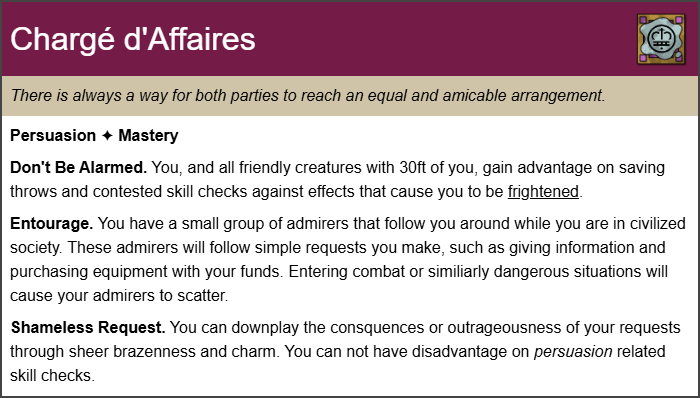 Chargé d'Affaires
There is always a way for both parties to reach an equal and amicable arrangement.
Persuasion ✦ Mastery
Don't Be Alarmed. You, and all friendly creatures with 30ft of you, gain advantage on saving
throws and contested skill checks against effects that cause you to be frightened.
Entourage. You have a small group of admirers that follow you around while you are in civilized
society. These admirers will follow simple requests you make, such as giving information and
purchasing equipment with your funds. Entering combat or similiarly dangerous situations will
cause your admirers to scatter.
Shameless Request. You can downplay the consquences or outrageousness of your requests
through sheer brazenness and charm. You can not have disadvantage on persuasion related
skill checks.